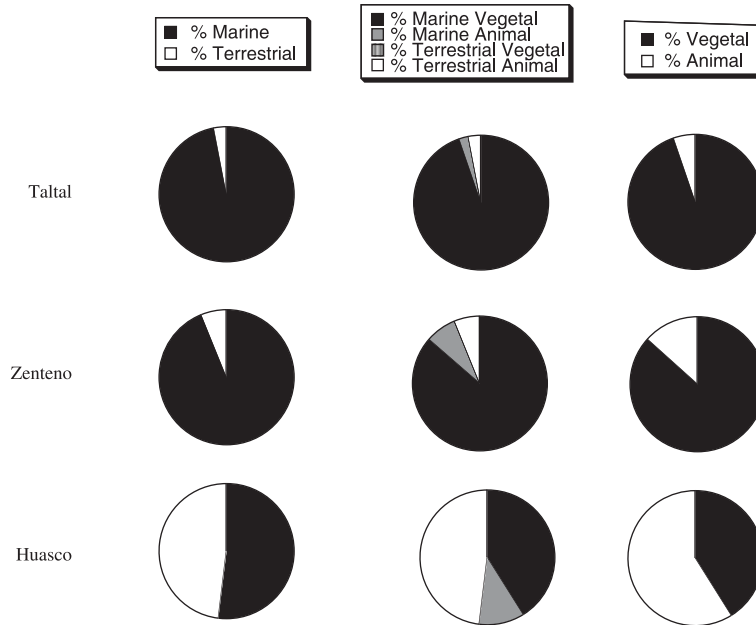 % Marine
% Terrestrial
% Marine Vegetal
% Marine Animal
% Terrestrial Vegetal
% Terrestrial Animal
% Vegetal
% Animal
Taltal
Zenteno
Huasco